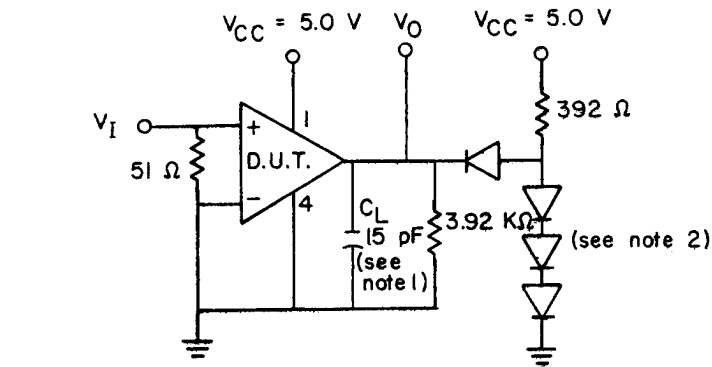 V_CC = 5.0 V
V_O
V_CC = 5.0 V
V_I
51 Ω
+
D.U.T.
−
1
4
392 Ω
C_L
15 pF
(see
note 1)
3.92 KΩ
(see note 2)